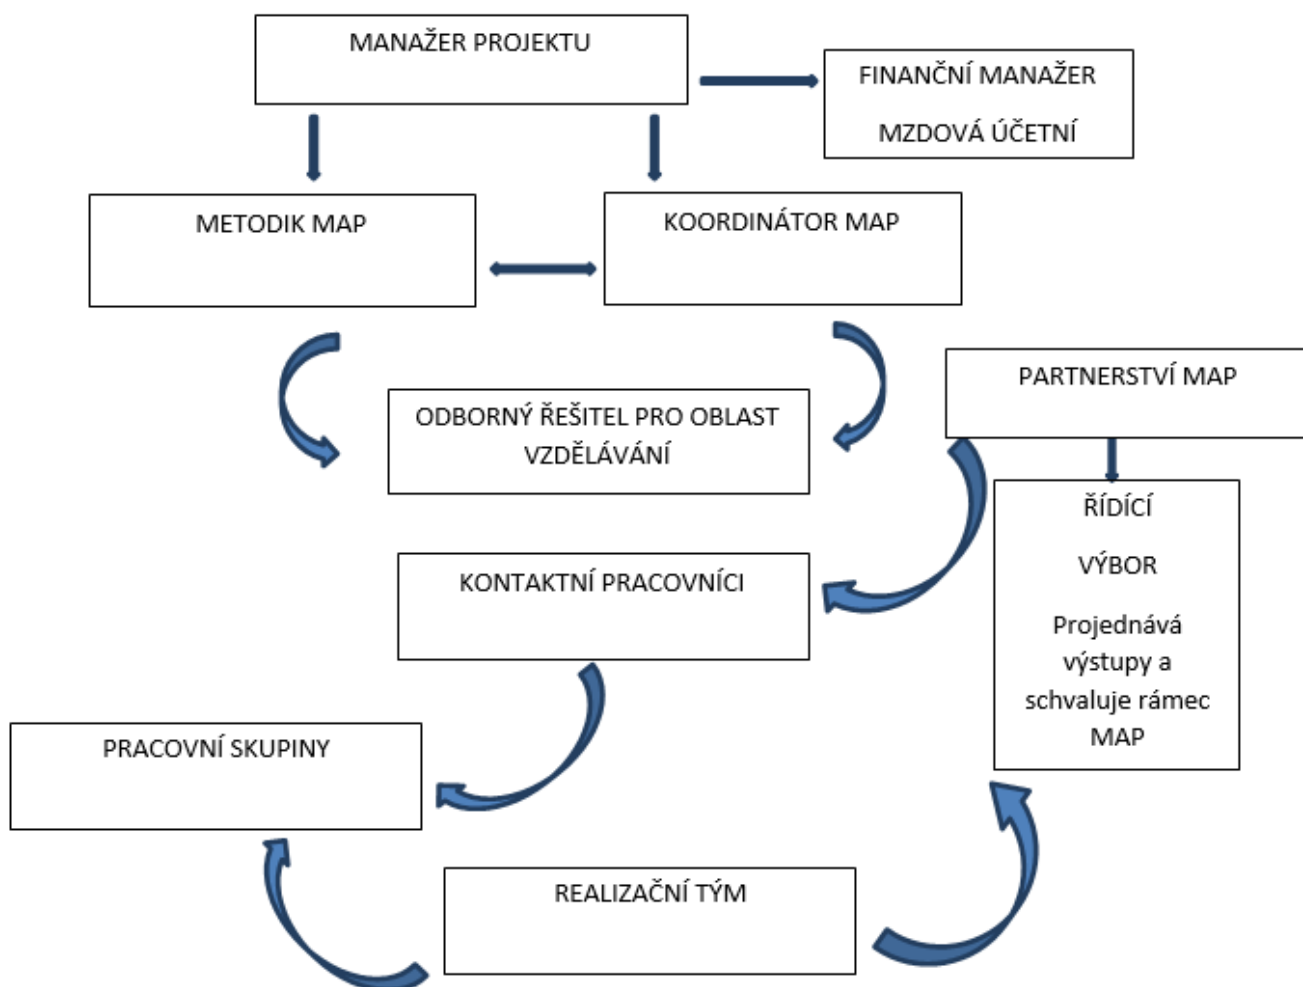 MANAŽER PROJEKTU
FINANČNÍ MANAŽER
MZDOVÁ ÚČETNÍ
METODIK MAP
KOORDINÁTOR MAP
PARTNERSTVÍ MAP
ODBORNÝ ŘEŠITEL PRO OBLAST
VZDĚLÁVÁNÍ
ŘÍDÍCÍ
VÝBOR
Projednává
výstupy a
schvaluje rámec
MAP
KONTAKTNÍ PRACOVNÍCI
PRACOVNÍ SKUPINY
REALIZAČNÍ TÝM